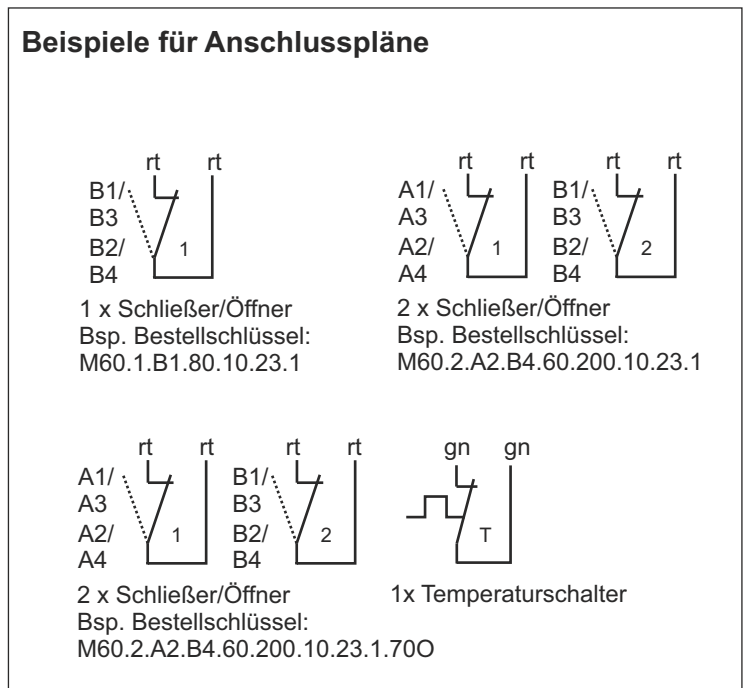 Beispiele für Anschlusspläne
rt rt
B1/
B3
B2/
B4
1
1 x Schließer/Öffner
Bsp. Bestellschlüssel:
M60.1.B1.80.10.23.1
rt rt rt rt
A1/ B1/
A3 B3
A2/ 1 B2/ 2
A4 B4
2 x Schließer/Öffner
Bsp. Bestellschlüssel:
M60.2.A2.B4.60.200.10.23.1
rt rt rt rt
A1/ B1/
A3 B3
A2/ 1 B2/ 2
A4 B4
2 x Schließer/Öffner
Bsp. Bestellschlüssel:
M60.2.A2.B4.60.200.10.23.1.70O
gn gn
T
1x Temperaturschalter